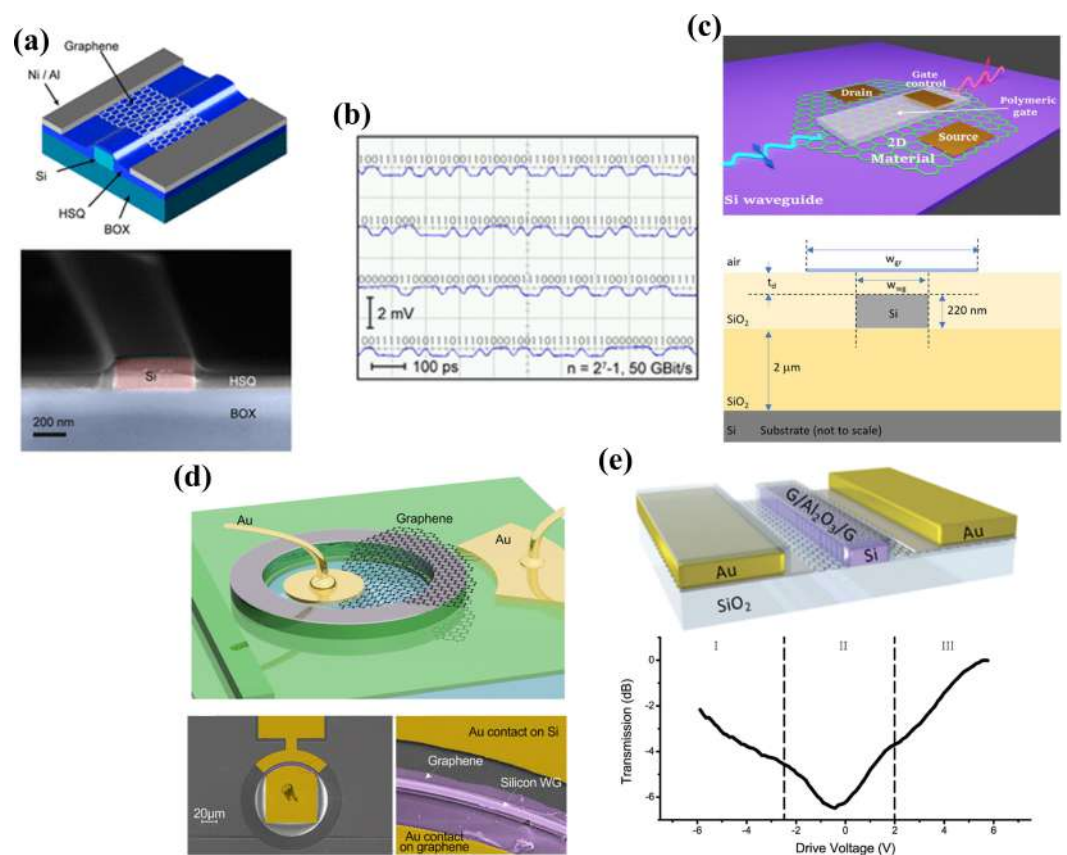 (a)
Graphene
Ni / Al
Si
HSQ
BOX
Si
HSQ
BOX
200 nm
(b)
2 mV
100 ps
n = 2⁷-1, 50 GBit/s
(c)
Drain
Gate
control
Polymeric
gate
2D
Material
Source
Si waveguide
air
w_gr
t_d
w_wg
Si
220 nm
SiO₂
2 μm
SiO₂
Si Substrate (not to scale)
(d)
Au
Graphene
Au
20μm
Au contact on Si
Graphene
Silicon WG
Au contact
on graphene
(e)
G/Al₂O₃/G
Au
Si
Au
SiO₂
I II III
Transmission (dB)
0
-2
-4
-6
-6 -4 -2 0 2 4 6
Drive Voltage (V)